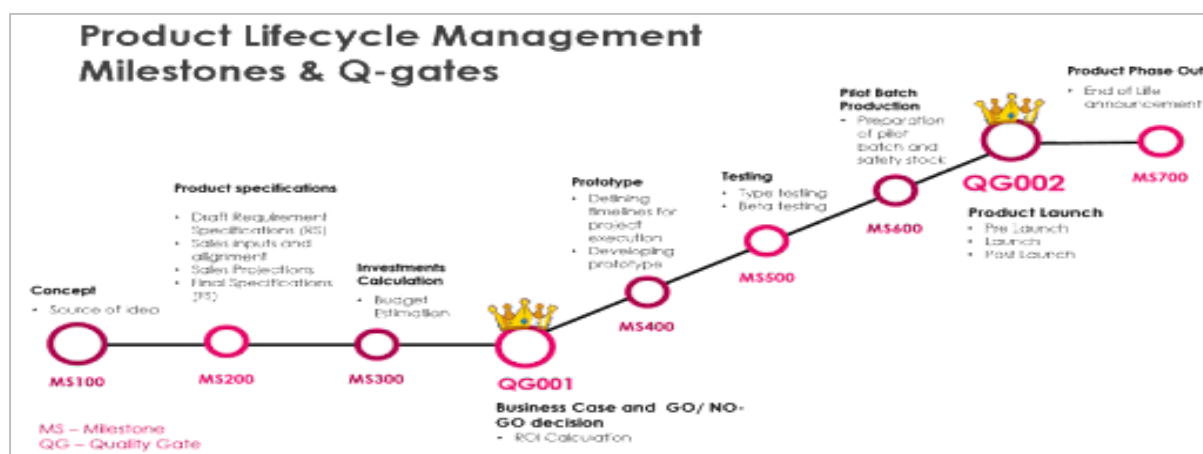 Product Lifecycle Management
Milestones & Q-gates
Concept
• Source of idea
MS100
Product specifications
• Draft Requirement
Specifications (RS)
• Sales inputs and
alignment
• Sales Projections
• Final Specifications
(FS)
MS200
Investments
Calculation
• Budget
Estimation
MS300
QG001
Business Case and GO/ NO-
GO decision
• ROI Calculation
Prototype
• Defining
timelines for
project
execution
• Developing
prototype
MS400
Testing
• Type testing
• Beta testing
MS500
Pilot Batch
Production
• Preparation
of pilot
batch and
safety stock
MS600
QG002
Product Launch
• Pre Launch
• Launch
• Post Launch
Product Phase Out
• End of Life
announcement
MS700
MS – Milestone
QG – Quality Gate